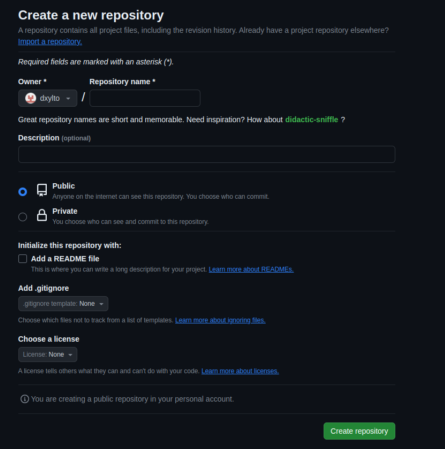 Create a new repository
A repository contains all project files, including the revision history. Already have a project repository elsewhere?
Import a repository.
Required fields are marked with an asterisk (*).
Owner *
Repository name *
dxylto
/
Great repository names are short and memorable. Need inspiration? How about didactic-sniffle ?
Description (optional)
Public
Anyone on the internet can see this repository. You choose who can commit.
Private
You choose who can see and commit to this repository.
Initialize this repository with:
Add a README file
This is where you can write a long description for your project. Learn more about READMEs.
Add .gitignore
.gitignore template: None
Choose which files not to track from a list of templates. Learn more about ignoring files.
Choose a license
License: None
A license tells others what they can and can't do with your code. Learn more about licenses.
You are creating a public repository in your personal account.
Create repository